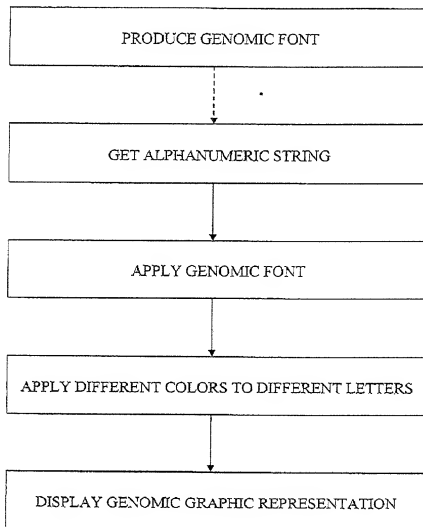 PRODUCE GENOMIC FONT
GET ALPHANUMERIC STRING
APPLY GENOMIC FONT
APPLY DIFFERENT COLORS TO DIFFERENT LETTERS
DISPLAY GENOMIC GRAPHIC REPRESENTATION